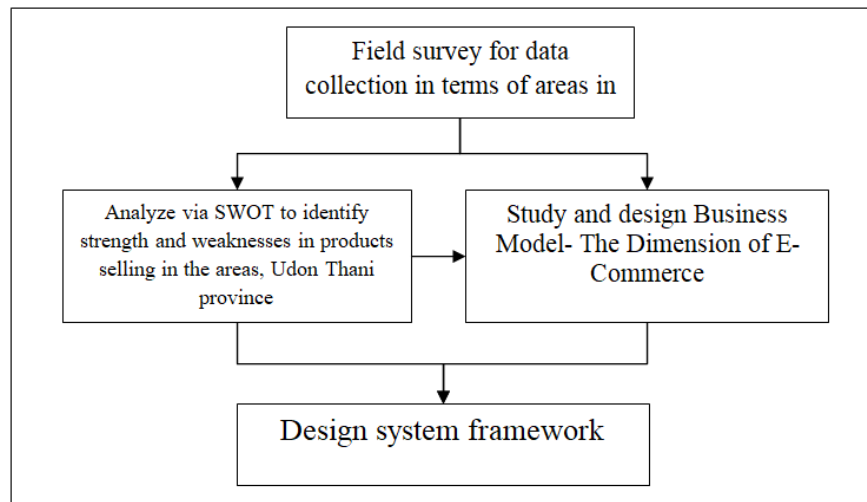 Field survey for data
collection in terms of areas in
Analyze via SWOT to identify
strength and weaknesses in products
selling in the areas, Udon Thani
province
Study and design Business
Model- The Dimension of E-
Commerce
Design system framework